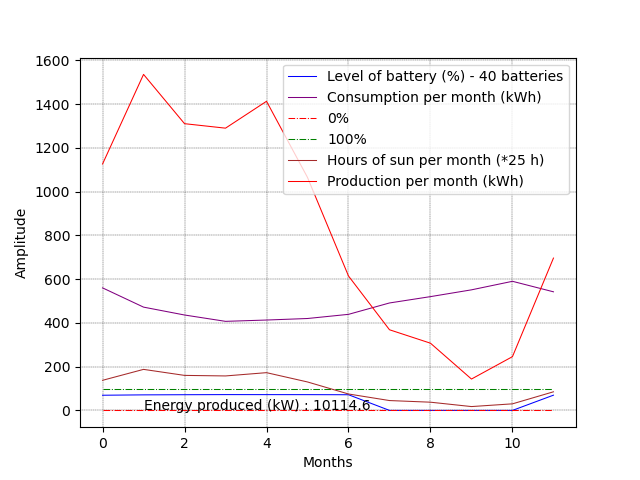 1600
1400
1200
1000
800
600
400
200
0
Amplitude
Level of battery (%) - 40 batteries
Consumption per month (kWh)
0%
100%
Hours of sun per month (*25 h)
Production per month (kWh)
Energy produced (kW) : 10114.6
0 2 4 6 8 10
Months